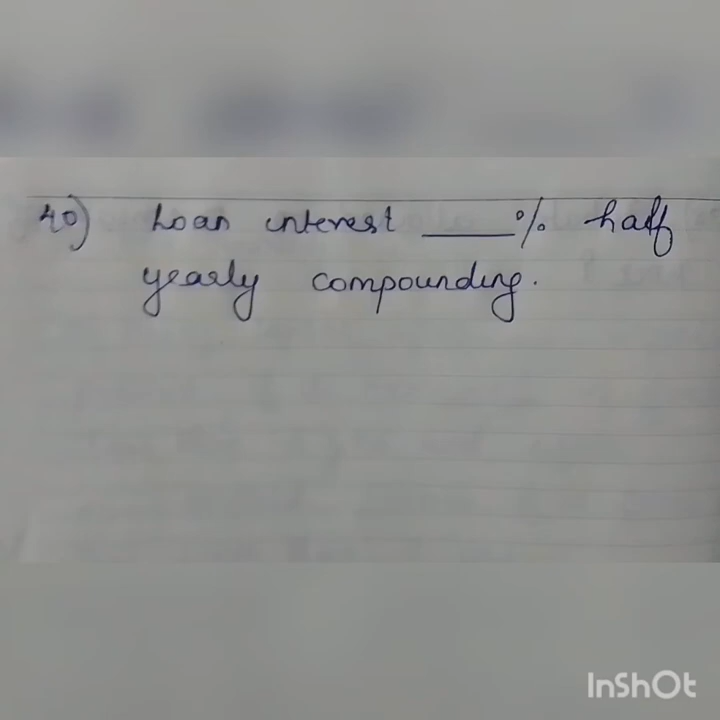 40) Loan interest ____% half
yearly compounding.
InShOt